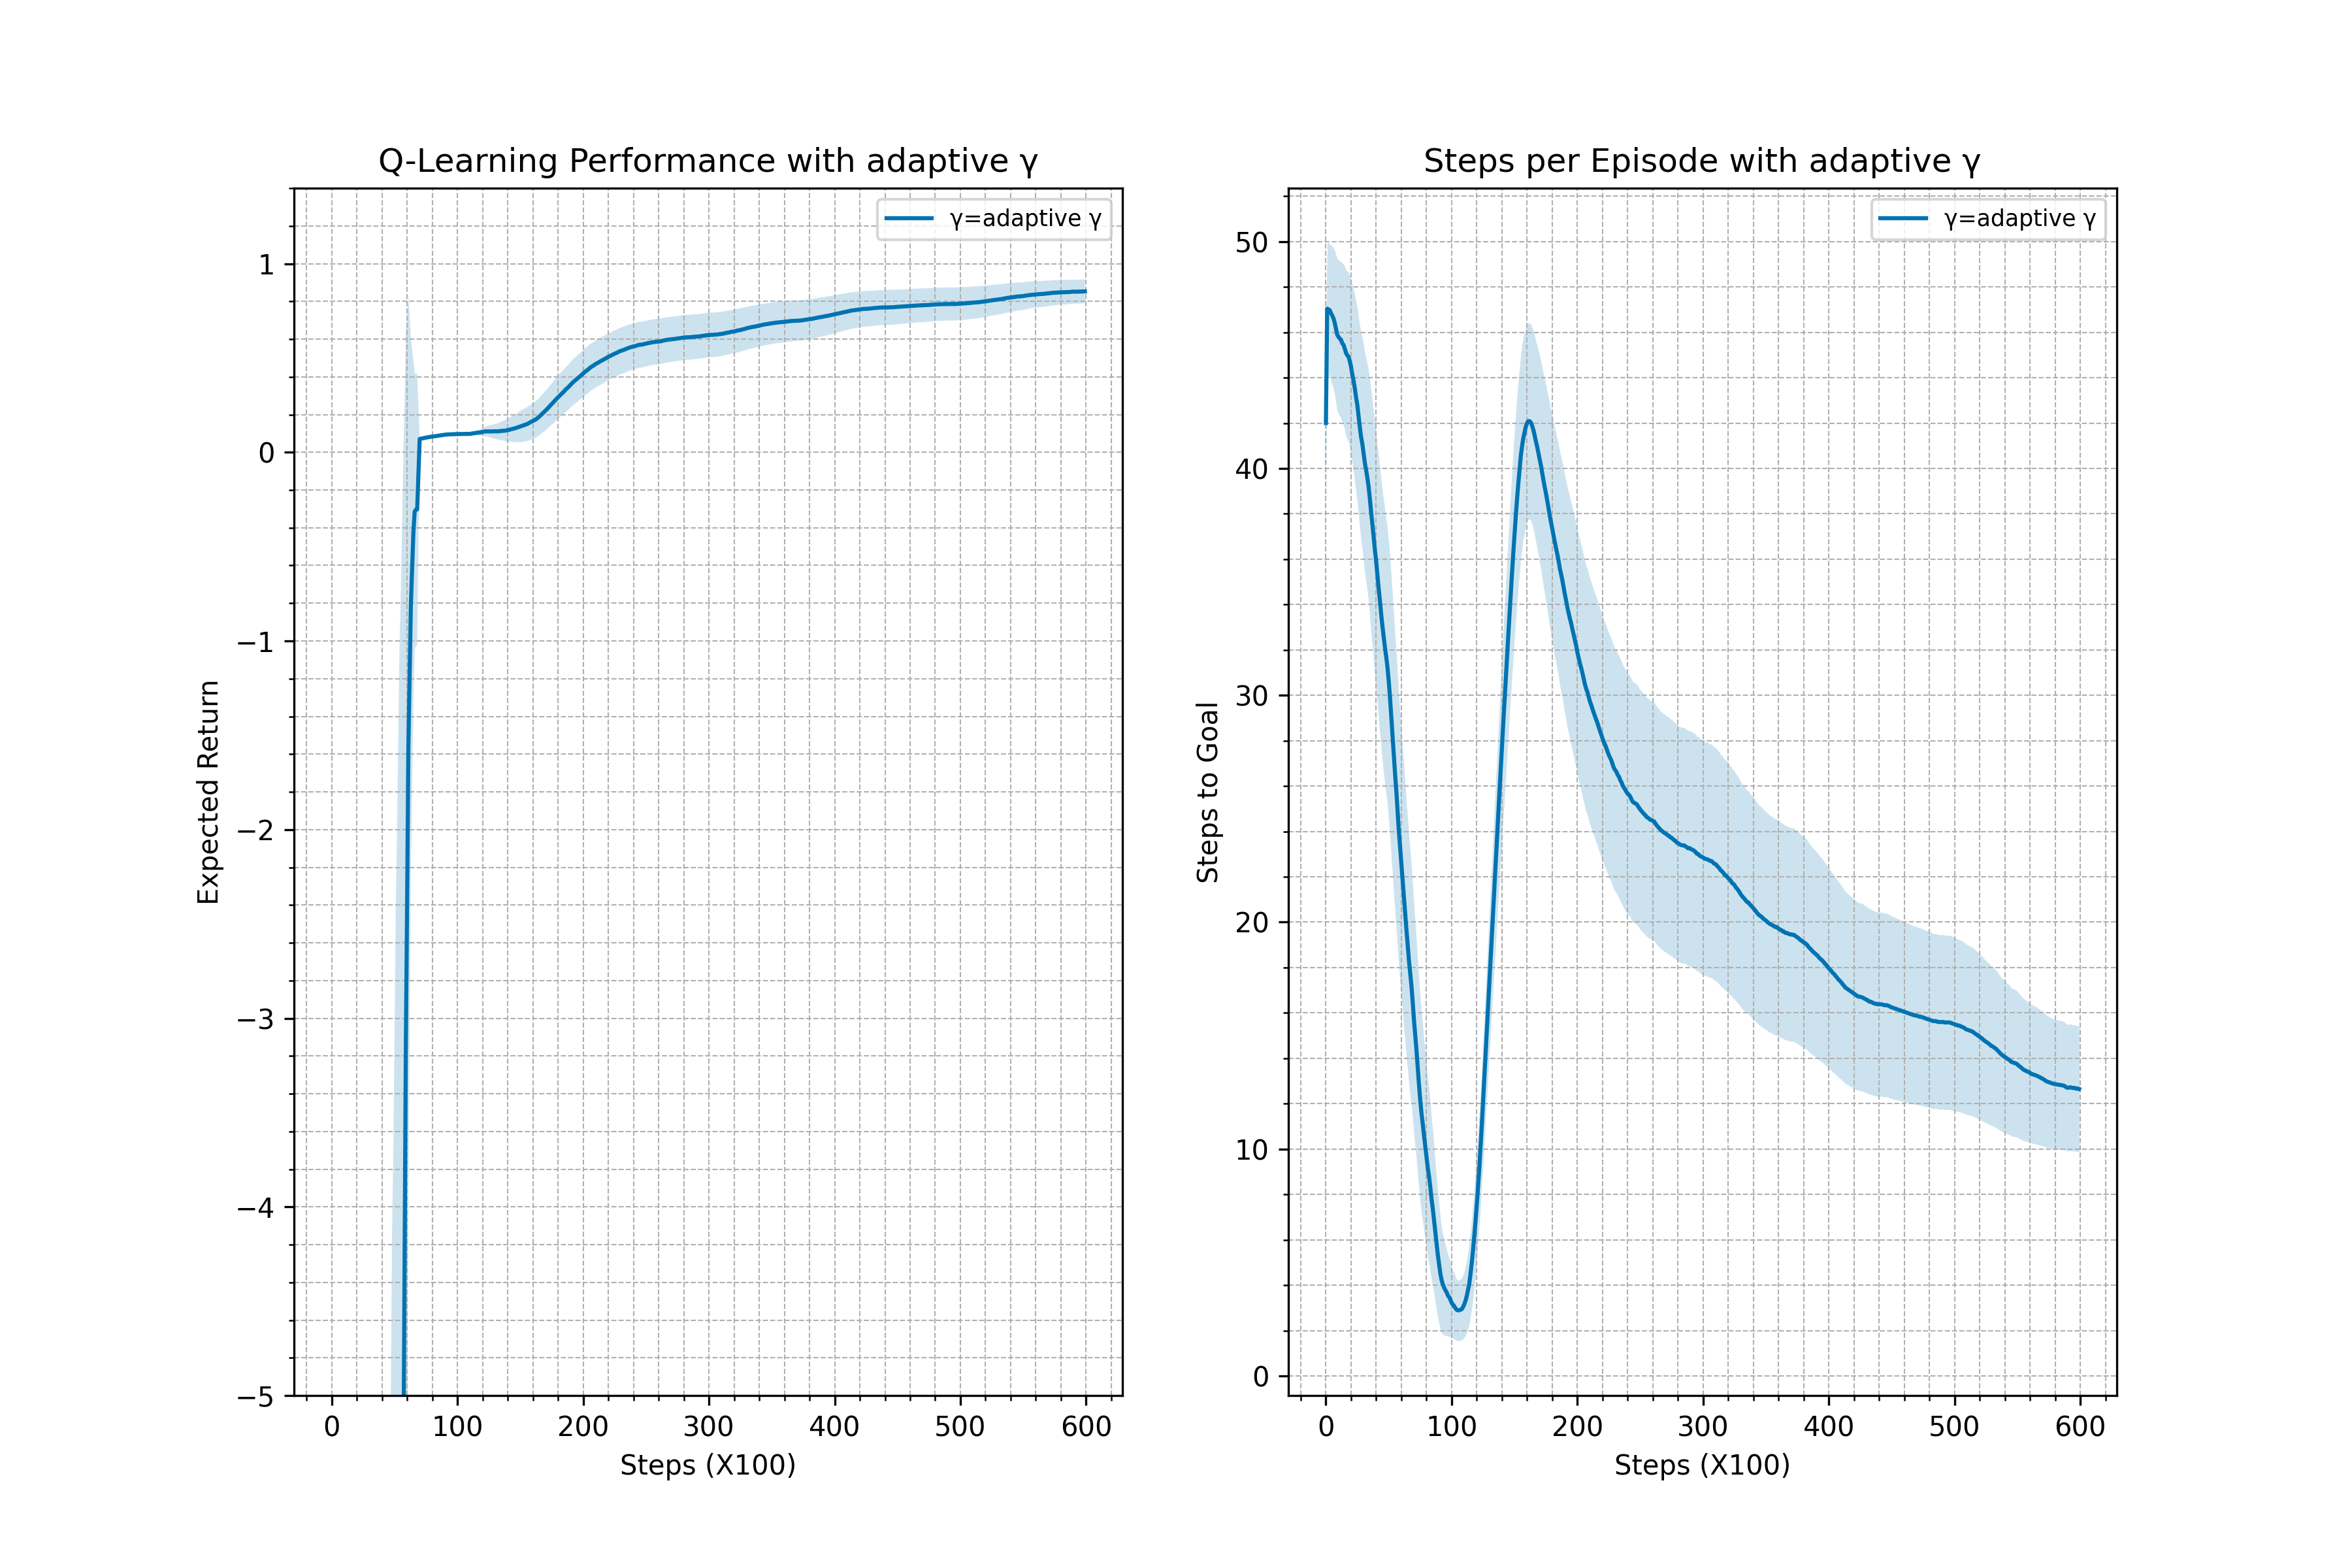 Q-Learning Performance with adaptive γ
γ=adaptive γ
Expected Return
1
0
−1
−2
−3
−4
−5
0 100 200 300 400 500 600
Steps (X100)
Steps per Episode with adaptive γ
γ=adaptive γ
Steps to Goal
50
40
30
20
10
0
0 100 200 300 400 500 600
Steps (X100)